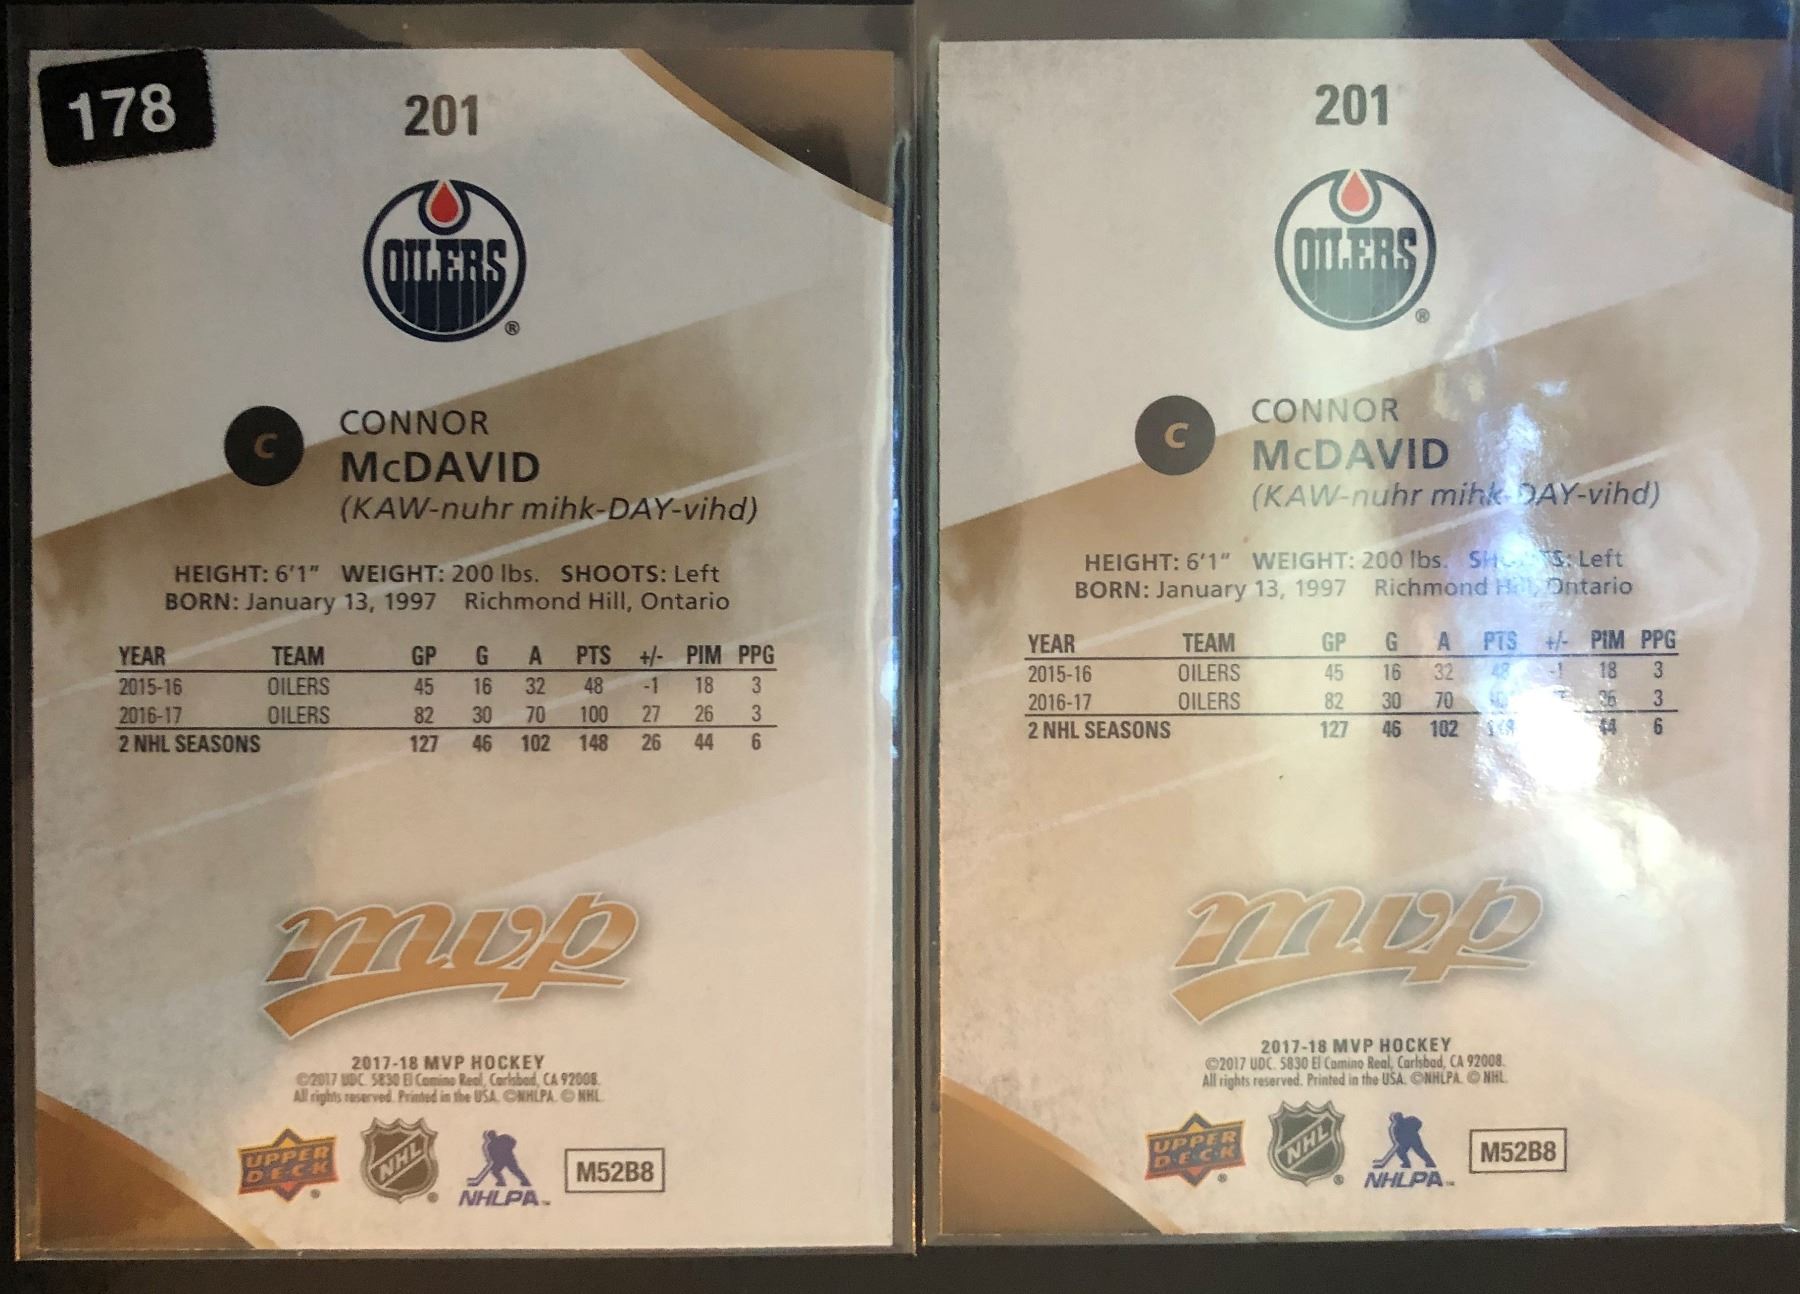 178
201
OILERS
®
C
CONNOR
McDAVID
(KAW-nuhr mihk-DAY-vihd)
HEIGHT: 6'1" WEIGHT: 200 lbs. SHOOTS: Left
BORN: January 13, 1997 Richmond Hill, Ontario
YEAR TEAM GP G A PTS +/- PIM PPG
2015-16 OILERS 45 16 32 48 -1 18 3
2016-17 OILERS 82 30 70 100 27 26 3
2 NHL SEASONS 127 46 102 148 26 44 6
mvp
2017-18 MVP HOCKEY
©2017 UDC. 5830 El Camino Real, Carlsbad, CA 92008.
All rights reserved. Printed in the USA. ©NHLPA. © NHL.
UPPER
DECK
NHL
NHLPA
M52B8
201
OILERS
®
C
CONNOR
McDAVID
(KAW-nuhr mihk-DAY-vihd)
HEIGHT: 6'1" WEIGHT: 200 lbs. Left
BORN: January 13, 1997 Richmond Ontario
YEAR TEAM GP G A PTS +/- PIM PPG
2015-16 OILERS 45 16 32 48 -1 18 3
2016-17 OILERS 82 30 70 26 3
2 NHL SEASONS 127 46 102 44 6
mvp
2017-18 MVP HOCKEY
©2017 UDC. 5830 El Camino Real, Carlsbad, CA 92008.
All rights reserved. Printed in the USA. ©NHLPA. © NHL.
UPPER
DECK
NHL
NHLPA
M52B8